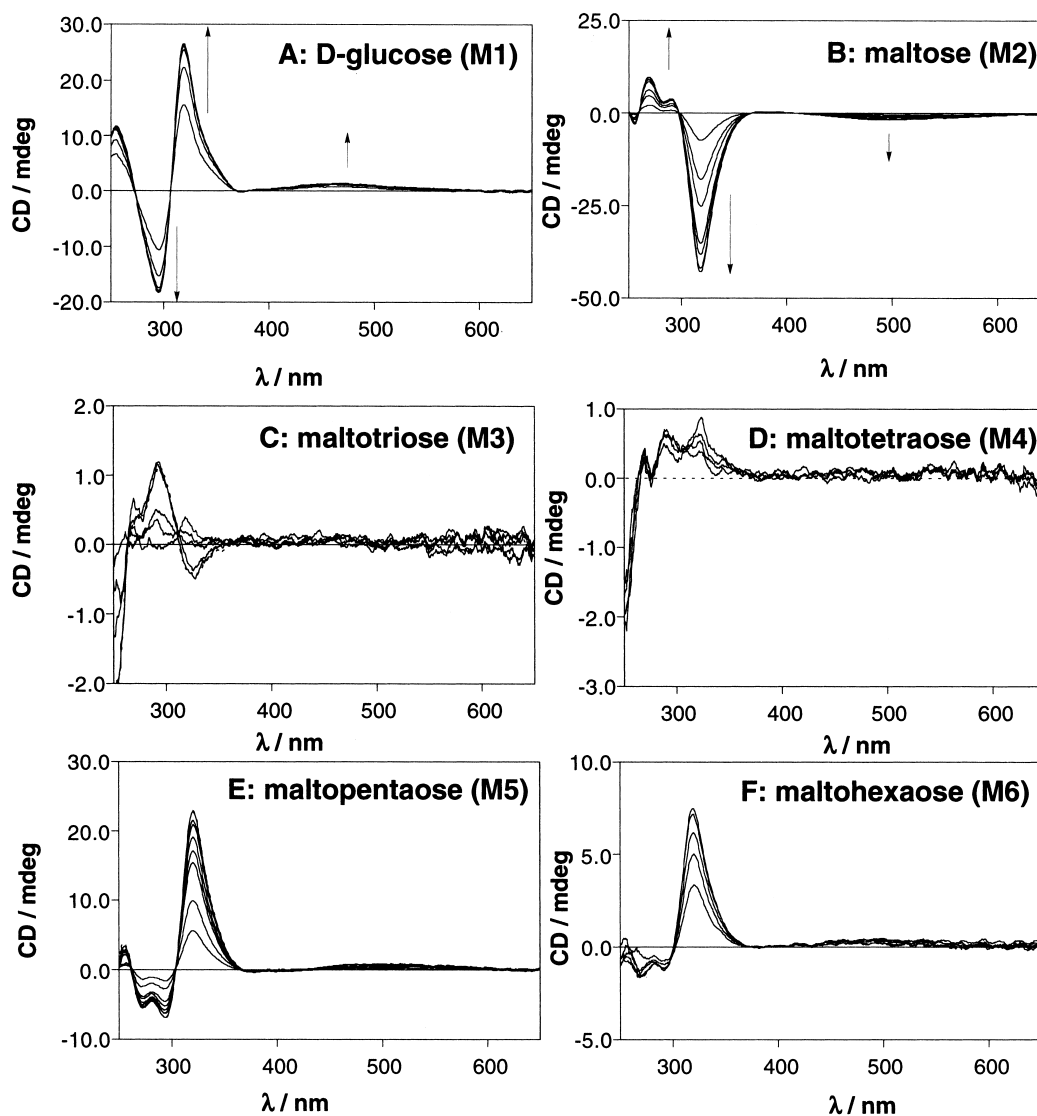 A: D-glucose (M1)
CD / mdeg
30.0
20.0
10.0
0.0
-10.0
-20.0
300 400 500 600
λ / nm
B: maltose (M2)
CD / mdeg
25.0
0.0
-25.0
-50.0
300 400 500 600
λ / nm
C: maltotriose (M3)
CD / mdeg
2.0
1.0
0.0
-1.0
-2.0
300 400 500 600
λ / nm
D: maltotetraose (M4)
CD / mdeg
1.0
0.0
-1.0
-2.0
-3.0
300 400 500 600
λ / nm
E: maltopentaose (M5)
CD / mdeg
30.0
20.0
10.0
0.0
-10.0
300 400 500 600
λ / nm
F: maltohexaose (M6)
CD / mdeg
10.0
5.0
0.0
-5.0
300 400 500 600
λ / nm